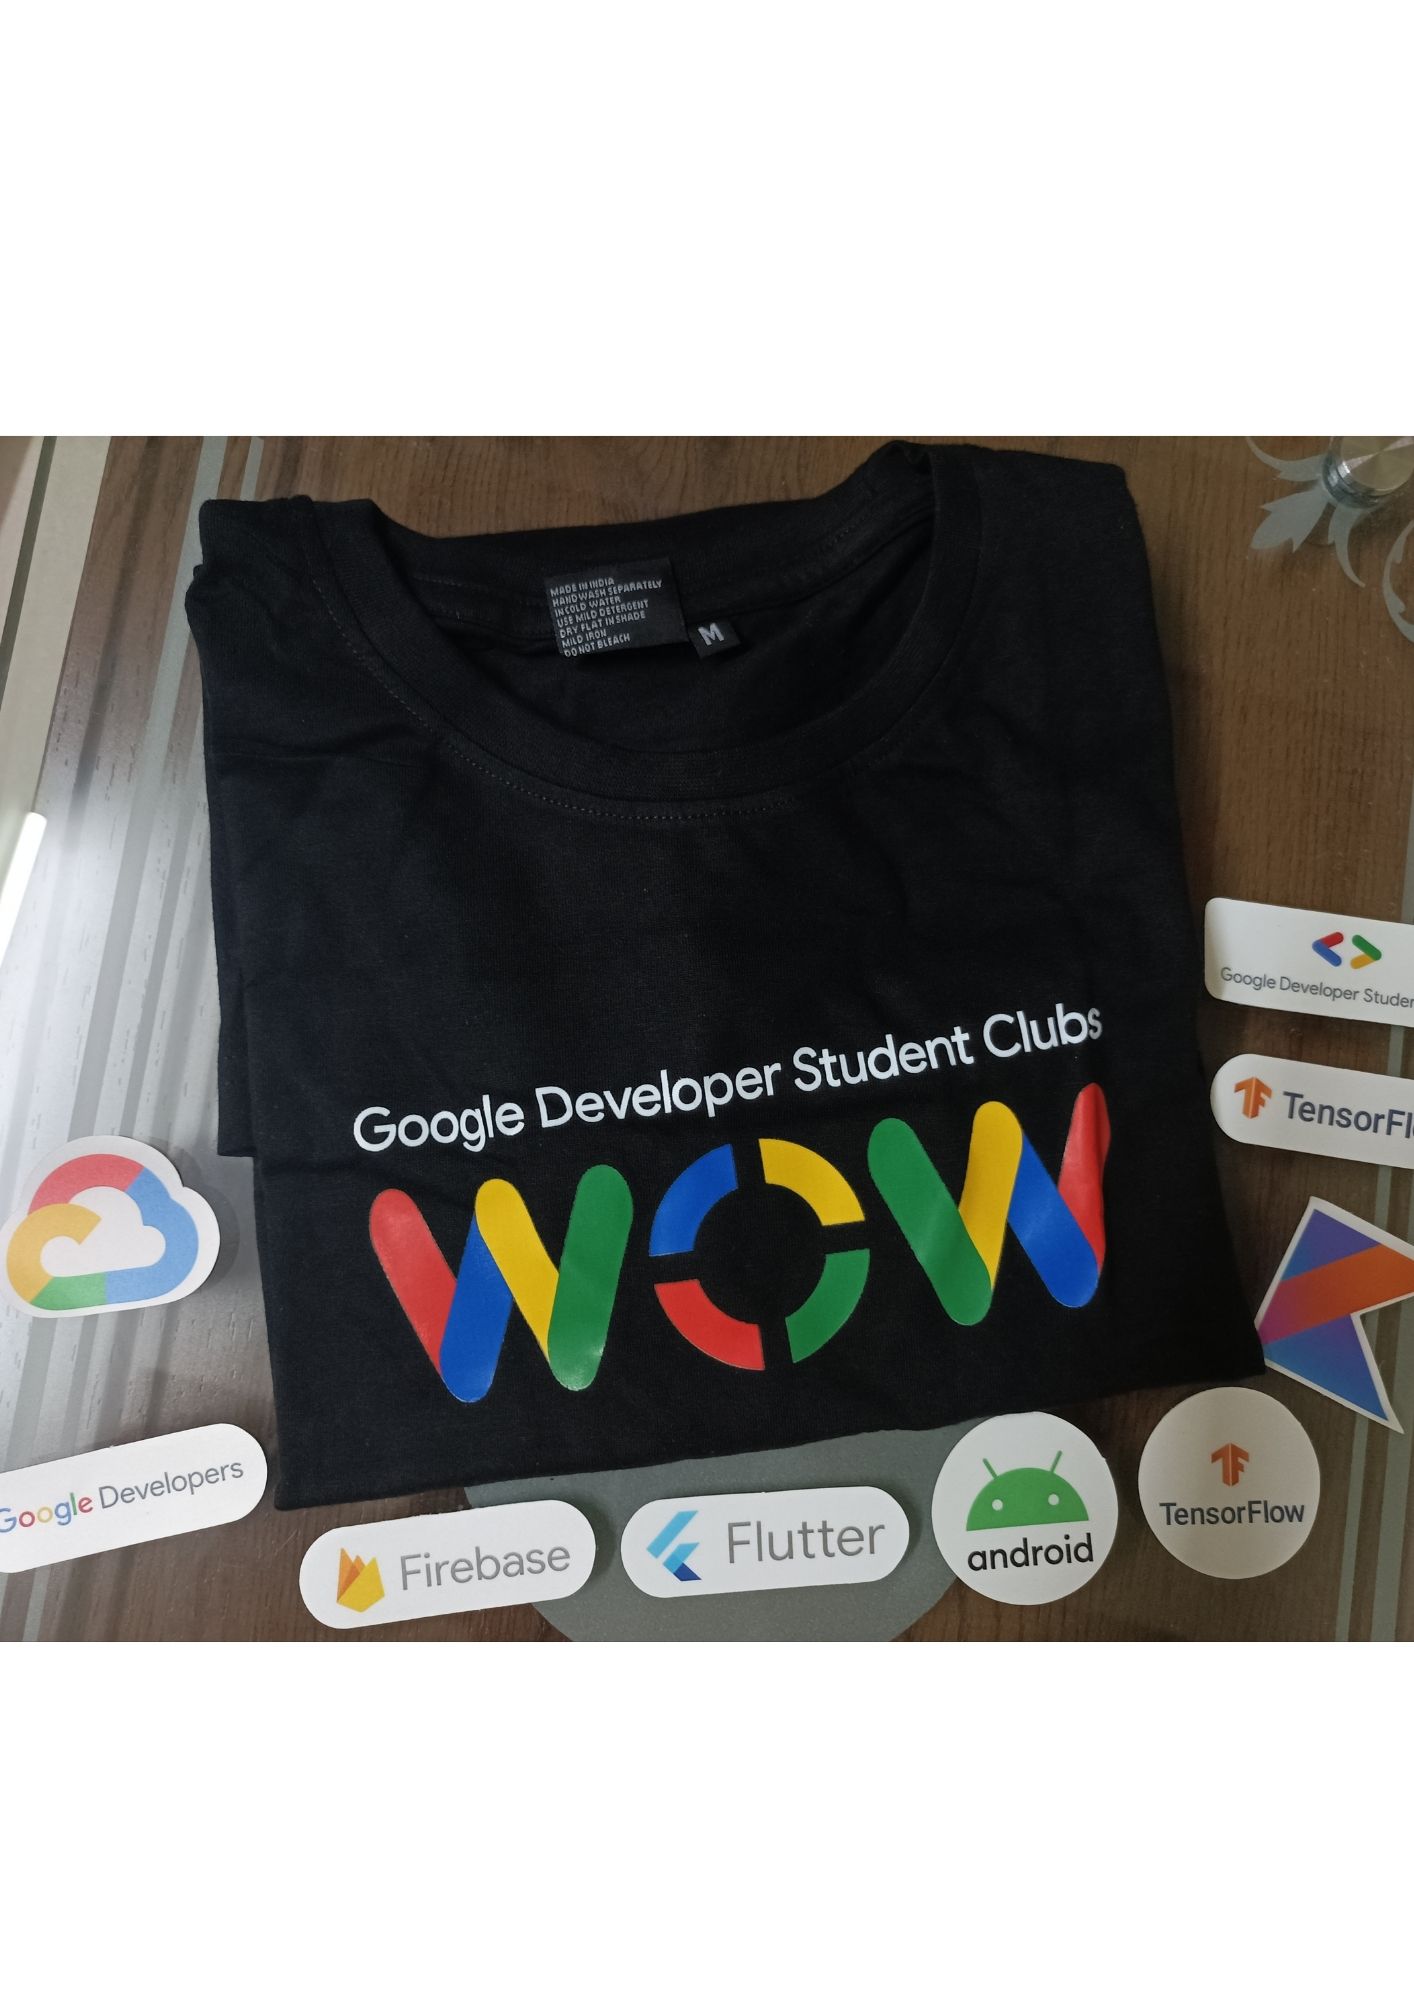 MADE IN INDIA
HAND WASH SEPARATELY
IN COLD WATER
USE MILD DETERGENT
DRY FLAT IN SHADE
MILD IRON
DO NOT BLEACH
M
Google Developer Student Clubs
WOW
Google Developer Studen
TensorFl
Google Developers
Firebase
Flutter
android
TensorFlow